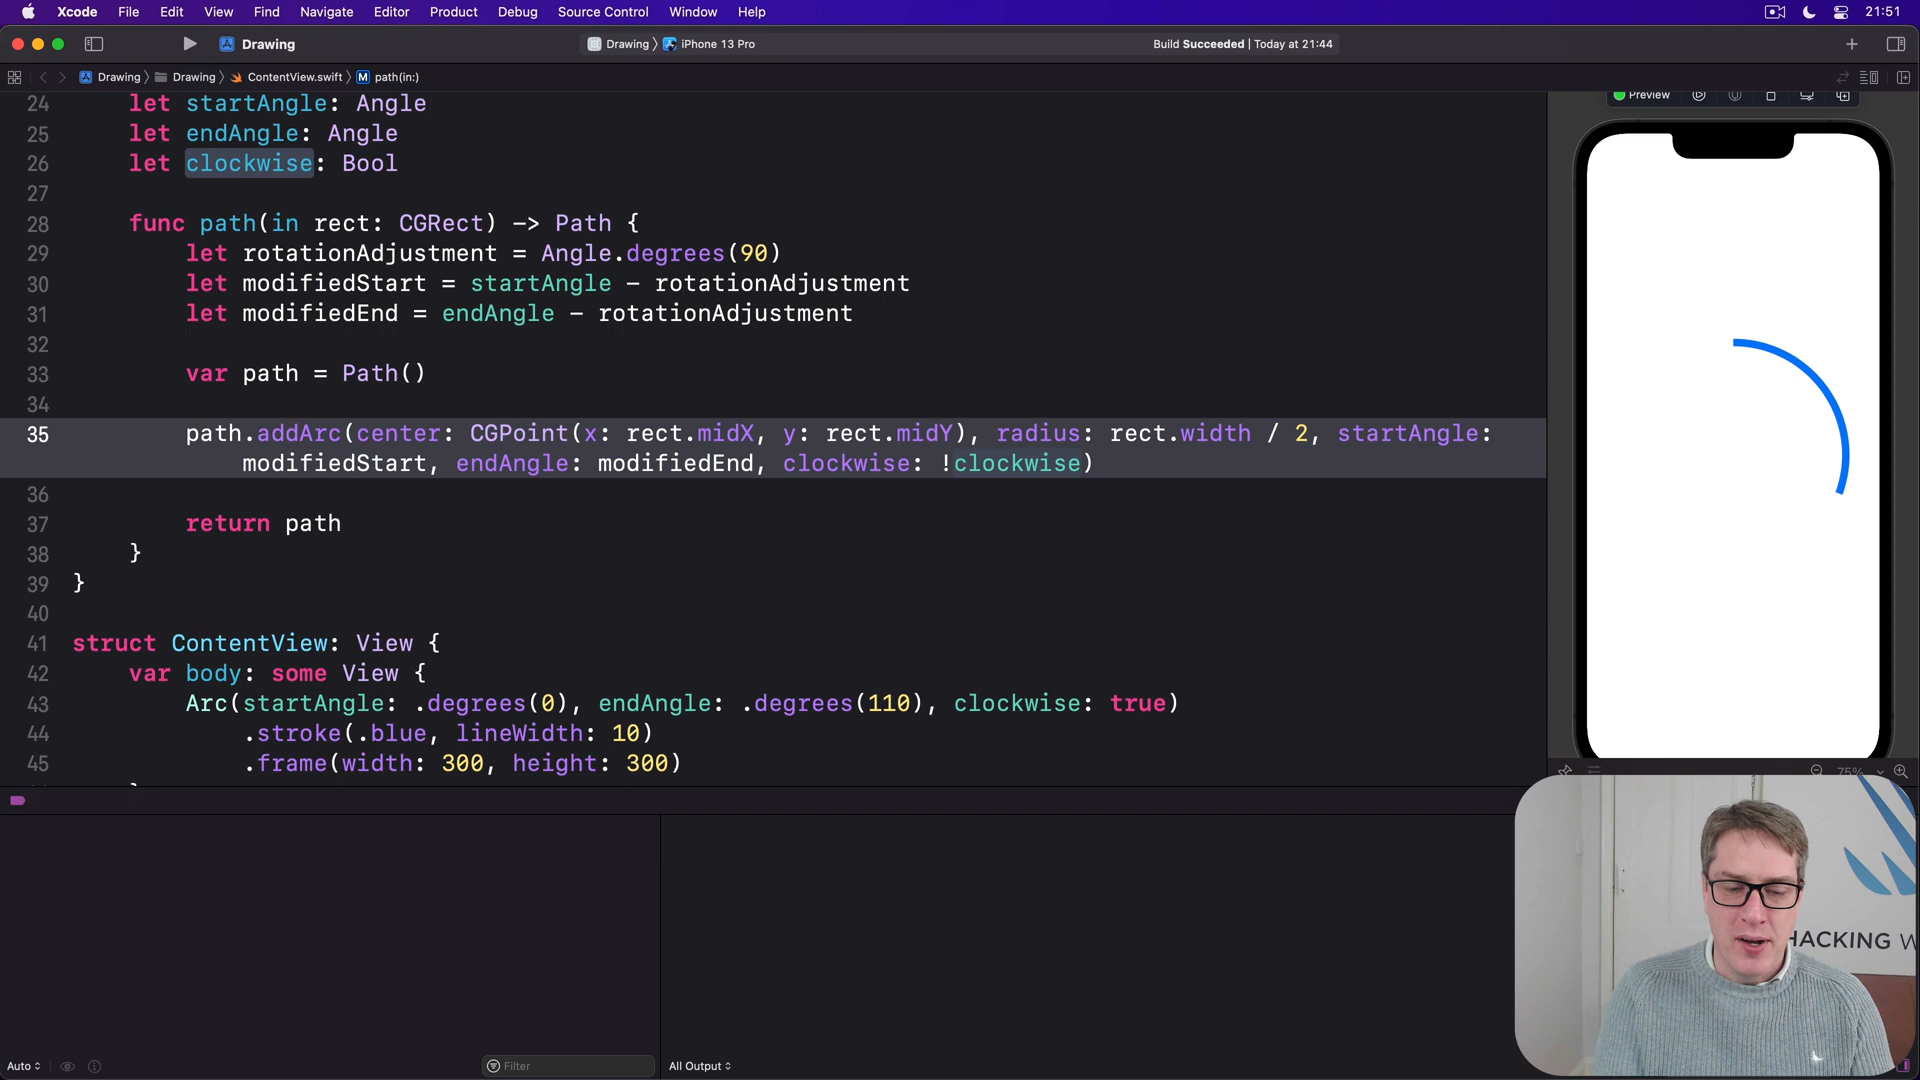 Xcode File Edit View Find Navigate Editor Product Debug Source Control Window Help 21:51
Drawing Drawing 〉 iPhone 13 Pro Build Succeeded | Today at 21:44
Drawing 〉 Drawing 〉 ContentView.swift 〉 M path(in:)
Preview
24 let startAngle: Angle
25 let endAngle: Angle
26 let clockwise: Bool
27
28 func path(in rect: CGRect) -> Path {
29 let rotationAdjustment = Angle.degrees(90)
30 let modifiedStart = startAngle - rotationAdjustment
31 let modifiedEnd = endAngle - rotationAdjustment
32
33 var path = Path()
34
35 path.addArc(center: CGPoint(x: rect.midX, y: rect.midY), radius: rect.width / 2, startAngle:
modifiedStart, endAngle: modifiedEnd, clockwise: !clockwise)
36
37 return path
38 }
39 }
40
41 struct ContentView: View {
42 var body: some View {
43 Arc(startAngle: .degrees(0), endAngle: .degrees(110), clockwise: true)
44 .stroke(.blue, lineWidth: 10)
45 .frame(width: 300, height: 300)
75%
HACKING W
Auto Filter All Output